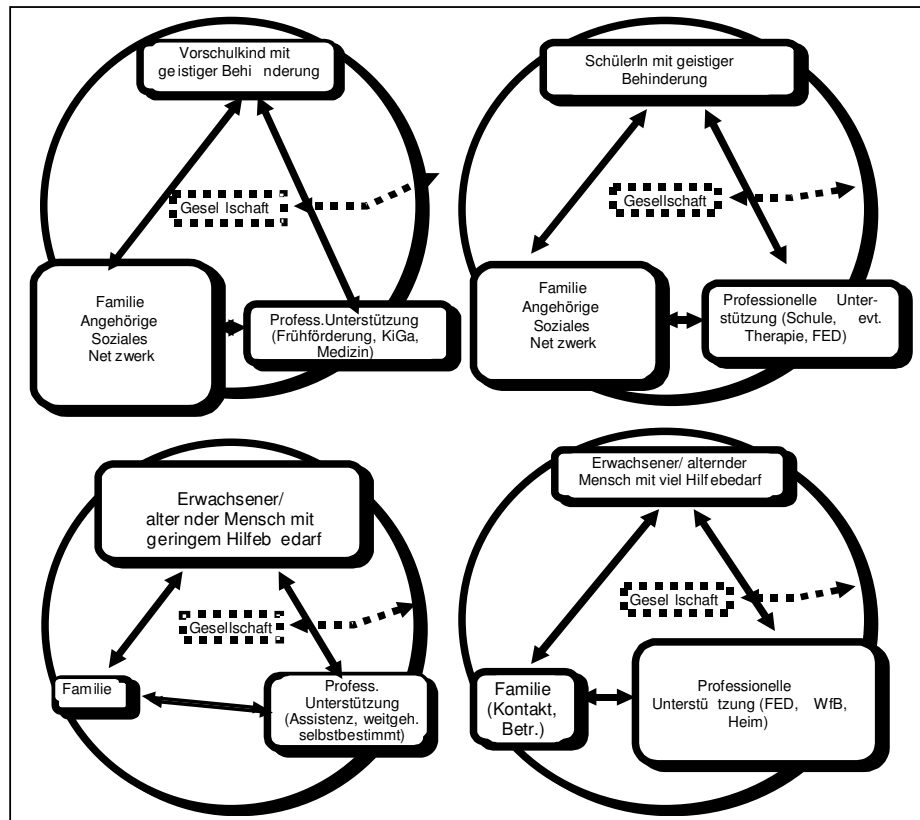 Vorschulkind mit
geistiger Behi nderung
Gesel lschaft
Familie
Angehörige
Soziales
Net zwerk
Profess.Unterstützung
(Frühförderung, KiGa,
Medizin)
SchülerIn mit geistiger
Behinderung
Gesellschaft
Familie
Angehörige
Soziales
Net zwerk
Professionelle Unter-
stützung (Schule, evt.
Therapie, FED)
Erwachsener/
alter nder Mensch mit
geringem Hilfeb edarf
Gesellschaft
Familie
Profess.
Unterstützung
(Assistenz, weitgeh.
selbstbestimmt)
Erwachsener/ alternder
Mensch mit viel Hilfebedarf
Gesel lschaft
Familie
(Kontakt,
Betr.)
Professionelle
Unterstü tzung (FED, WfB,
Heim)